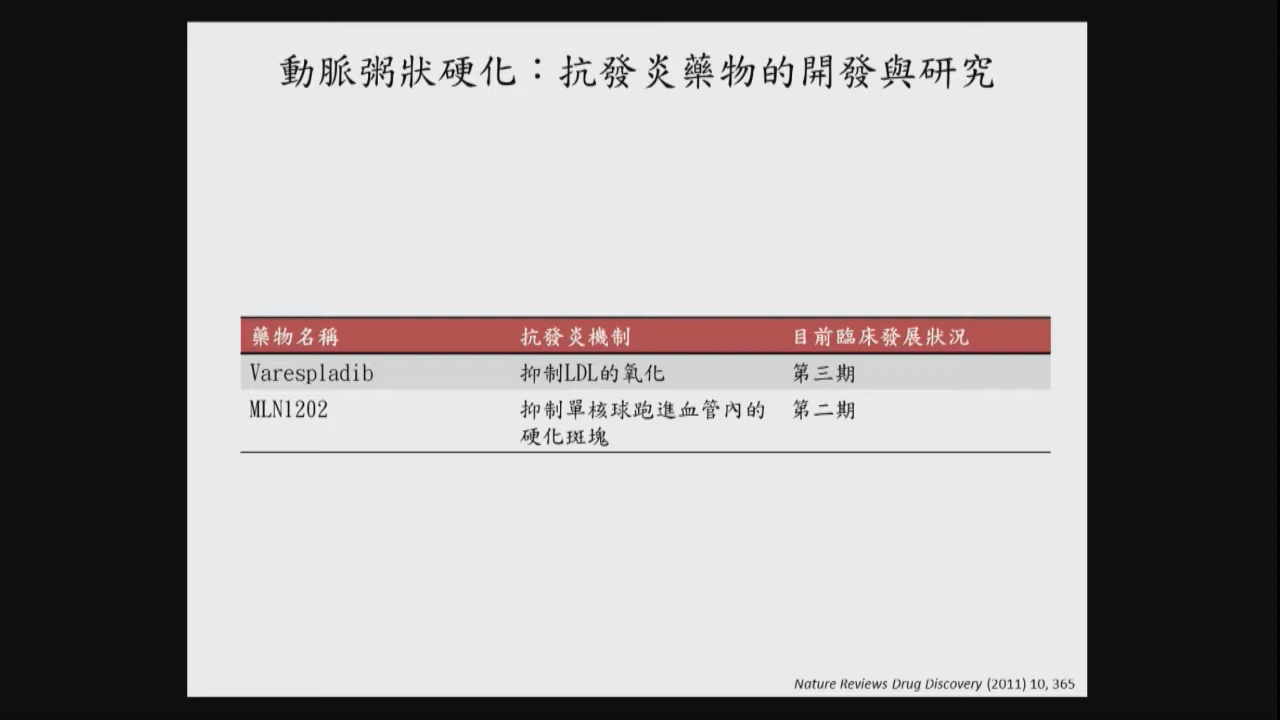 動脈粥狀硬化：抗發炎藥物的開發與研究
藥物名稱 抗發炎機制 目前臨床發展狀況
Varespladib 抑制LDL的氧化 第三期
MLN1202 抑制單核球跑進血管內的 第二期
硬化斑塊
Nature Reviews Drug Discovery (2011) 10, 365